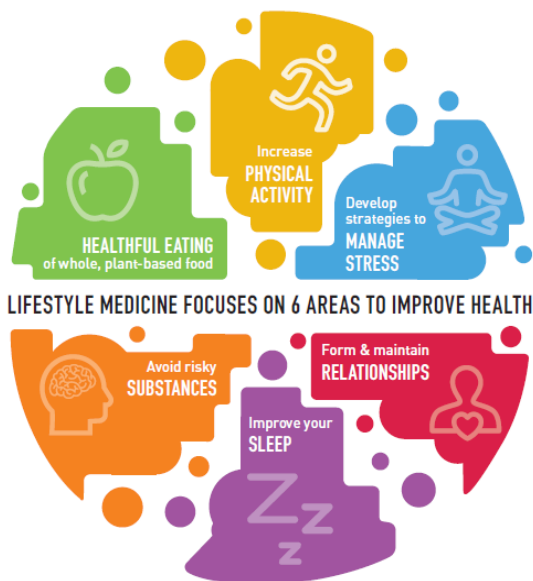 Increase
PHYSICAL
ACTIVITY
HEALTHFUL EATING
of whole, plant-based food
Develop
strategies to
MANAGE
STRESS
LIFESTYLE MEDICINE FOCUSES ON 6 AREAS TO IMPROVE HEALTH
Avoid risky
SUBSTANCES
Form & maintain
RELATIONSHIPS
Improve your
SLEEP
Z
Z
Z